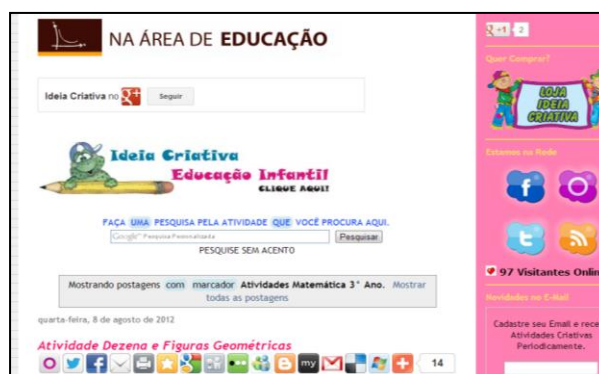 NA ÁREA DE EDUCAÇÃO
Ideia Criativa no g+ Seguir
Ideia Criativa
Educação Infantil
CLIQUE AQUI!
FAÇA UMA PESQUISA PELA ATIVIDADE QUE VOCÊ PROCURA AQUI.
Google™ Pesquisa Personalizada Pesquisar
PESQUISE SEM ACENTO
Mostrando postagens com marcador Atividades Matemática 3° Ano. Mostrar
todas as postagens
quarta-feira, 8 de agosto de 2012
Atividade Dezena e Figuras Geométricas
my 14
g +1 2
Quer Comprar?
LOJA
IDEIA
CRIATIVA
Estamos na Rede
97 Visitantes Onlin
Novidades no E-Mail
Cadastre seu Email e rece
Atividades Criativas
Periodicamente.